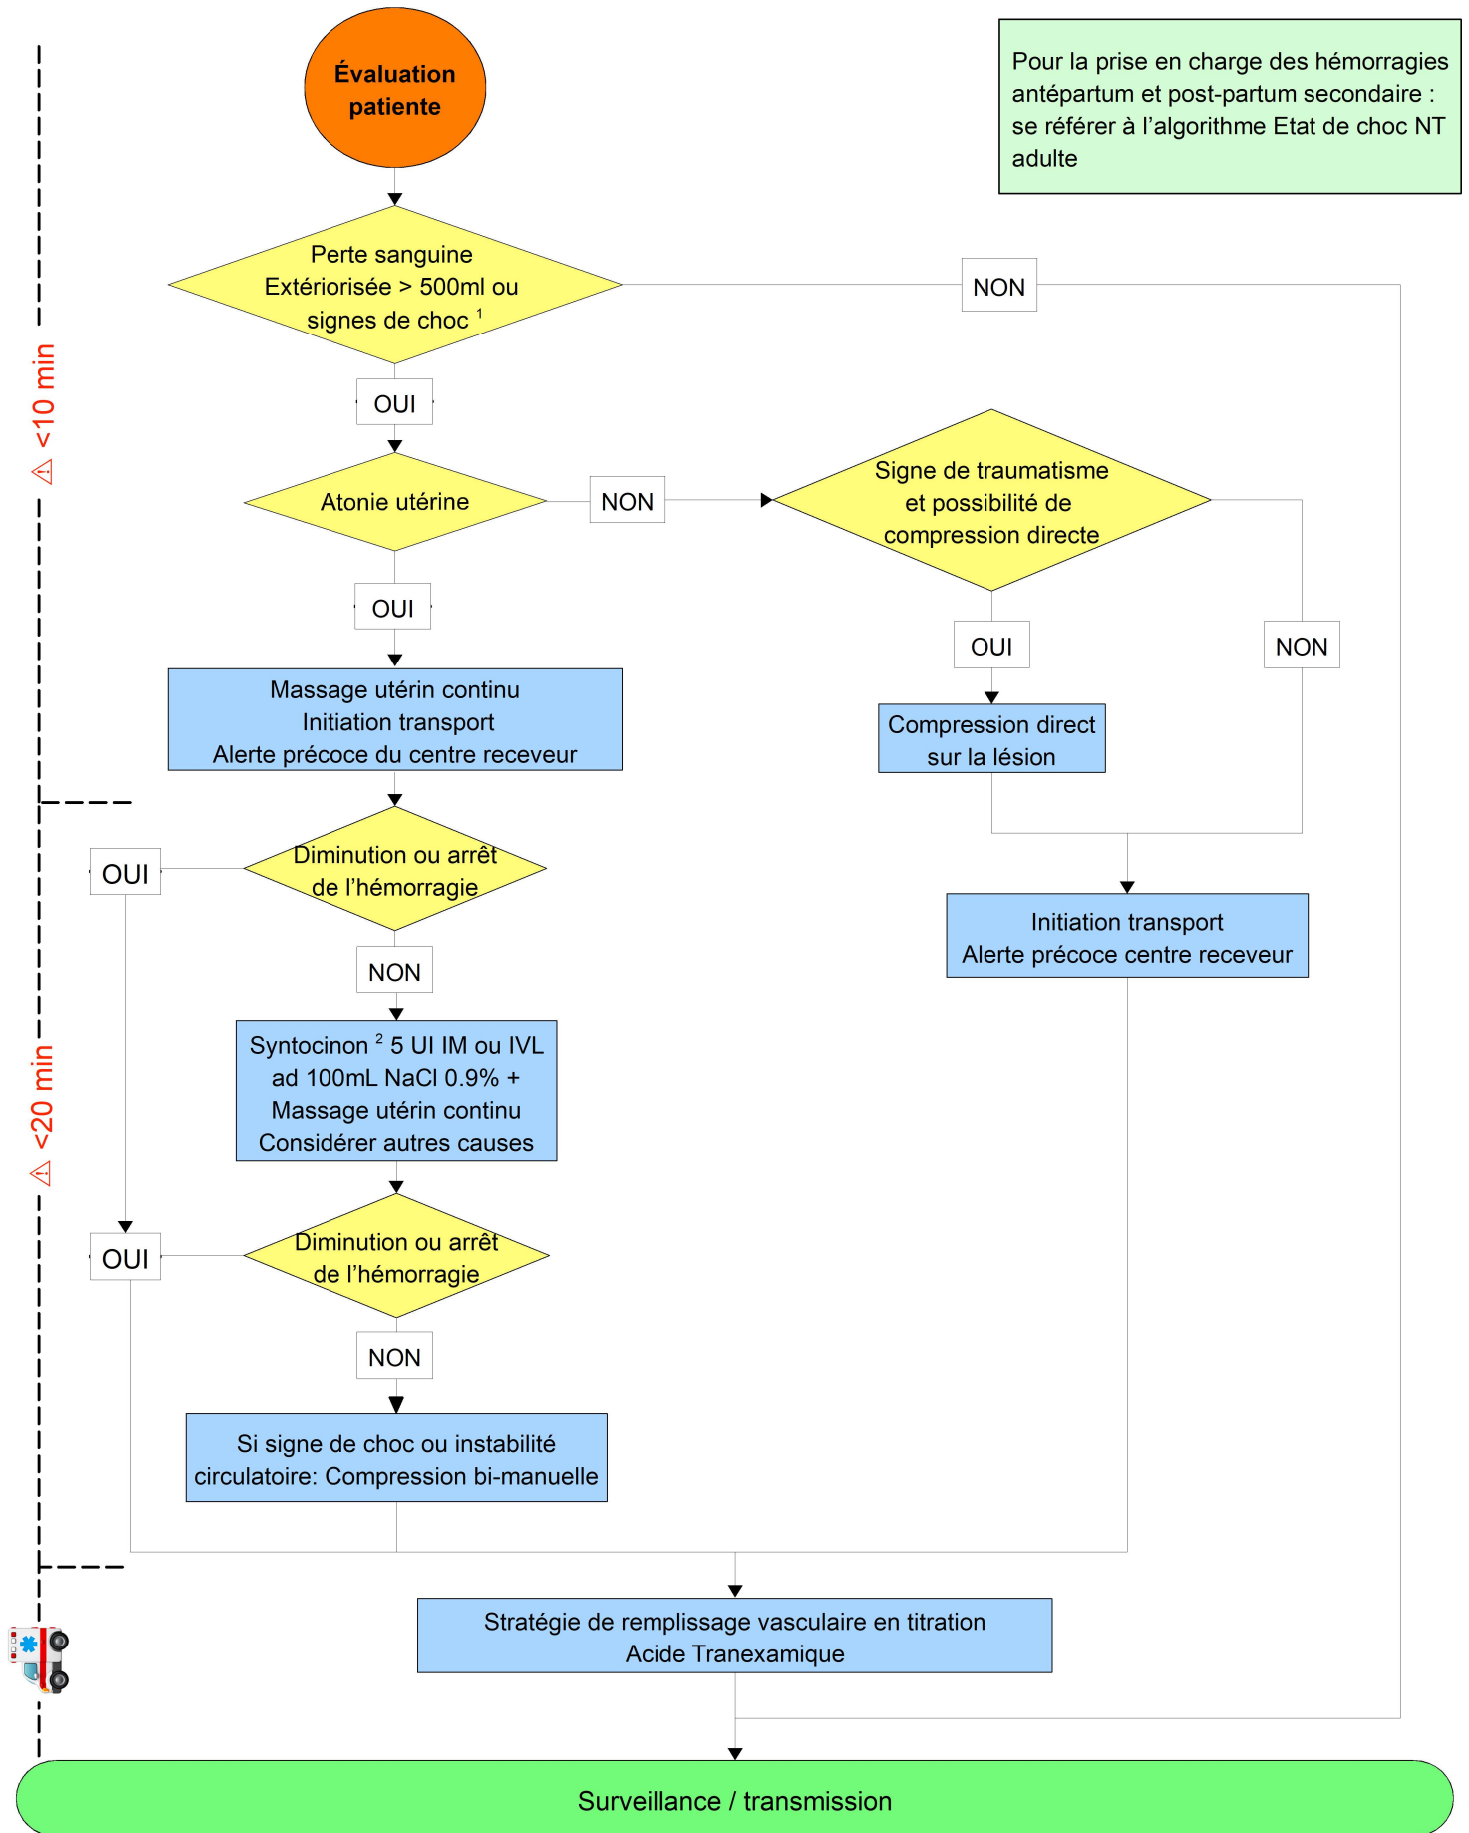 Évaluation
patiente
Pour la prise en charge des hémorragies
antépartum et post-partum secondaire :
se référer à l'algorithme Etat de choc NT
adulte
Perte sanguine
Extériorisée > 500ml ou
signes de choc ¹
NON
OUI
⚠ <10 min
Atonie utérine
NON
Signe de traumatisme
et possibilité de
compression directe
OUI
OUI
NON
Massage utérin continu
Initiation transport
Alerte précoce du centre receveur
Compression direct
sur la lésion
Diminution ou arrêt
de l'hémorragie
OUI
NON
Initiation transport
Alerte précoce centre receveur
Syntocinon ² 5 UI IM ou IVL
ad 100mL NaCl 0.9% +
Massage utérin continu
Considérer autres causes
⚠ <20 min
Diminution ou arrêt
de l'hémorragie
OUI
NON
Si signe de choc ou instabilité
circulatoire: Compression bi-manuelle
Stratégie de remplissage vasculaire en titration
Acide Tranexamique
Surveillance / transmission